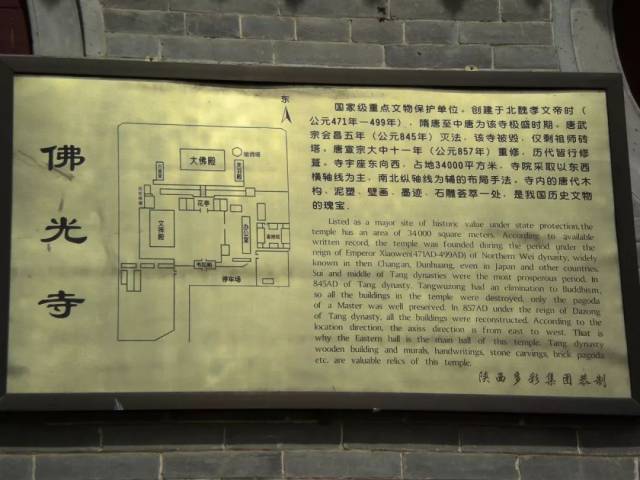 佛光寺
东
大佛殿
祖师塔
花亭
文殊殿
办公室
停车场
国家级重点文物保护单位。创建于北魏孝文帝时（
公元471年—499年），隋唐至中唐为该寺极盛时期。唐武
宗会昌五年（公元845年）灭法，该寺被毁，仅剩祖师砖
塔。唐宣宗大中十一年（公元857年）重修，历代皆行修
葺。寺宇座东向西，占地34000平方米，寺院采取以东西
横轴线为主，南北纵轴线为辅的布局手法。寺内的唐代木
构，泥塑，壁画，墨迹，石雕荟萃一处，是我国历史文物
的瑰宝。
Listed as a major site of historic value under state protection,the
temple has an area of 34000 square meters. According to available
written record, the temple was founded during the period under the
reign of Emperor Xiaowen(471AD-499AD) of Northern Wei dynasty, widely
known in then Chang,an, Dunhuang, even in Japan and other countries.
Sui and middle of Tang dynasties were the most prosperous period. In
845AD of Tang dynasty. Tangwuzong had an elimination to Buddhism,
so all the buildings in the temple were destroyed, only the pagoda
of a Master was well preserved. In 857AD under the reign of Dazong
of Tang dynasty, all the buildings were reconstructed. According to the
location direction, the axiss direction is from east to west. That is
why the Eastern hall is the main hall of this temple. Tang dynasty
wooden building and murals, handwritings, stone carvings, brick pagoda
etc. are valuable relics of this temple.
陕西多彩集团恭制